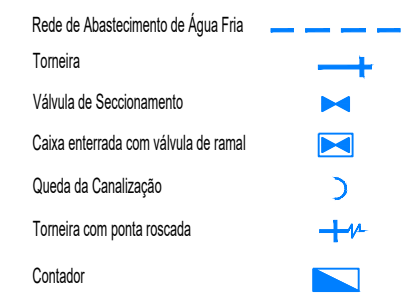 Rede de Abastecimento de Água Fria
Torneira
Válvula de Seccionamento
Caixa enterrada com válvula de ramal
Queda da Canalização
Torneira com ponta roscada
Contador